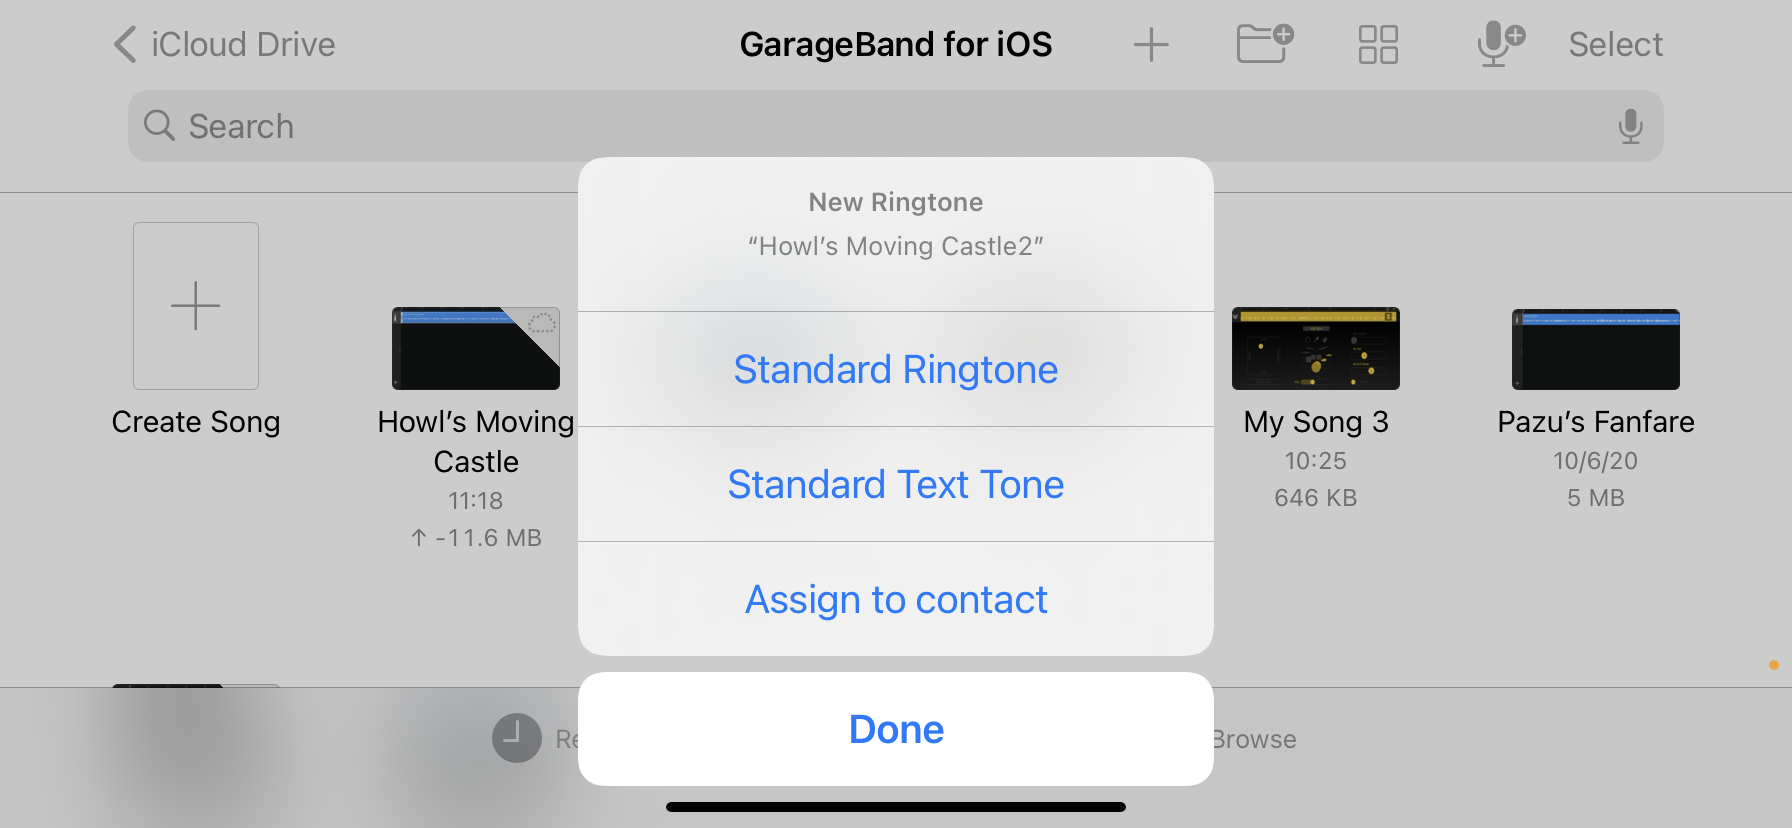 iCloud Drive
GarageBand for iOS
Select
Search
New Ringtone
“Howl’s Moving Castle2”
Standard Ringtone
Standard Text Tone
Assign to contact
Done
Create Song
Howl’s Moving
Castle
11:18
↑ -11.6 MB
My Song 3
10:25
646 KB
Pazu’s Fanfare
10/6/20
5 MB
Browse